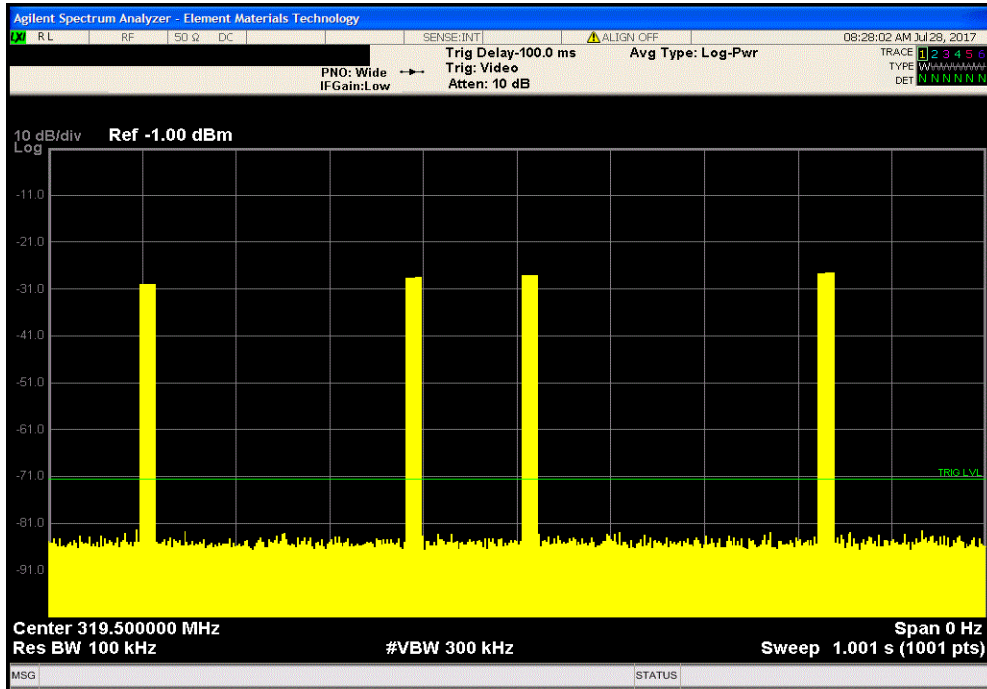 Agilent Spectrum Analyzer - Element Materials Technology
LXI RL RF 50 Ω DC SENSE:INT ALIGN OFF 08:28:02 AM Jul 28, 2017
Trig Delay-100.0 ms Avg Type: Log-Pwr TRACE 1 2 3 4 5 6
PNO: Wide Trig: Video TYPE WWWWWW
IFGain:Low Atten: 10 dB DET N N N N N N
10 dB/div Ref -1.00 dBm
Log
-11.0
-21.0
-31.0
-41.0
-51.0
-61.0
-71.0
TRIG LVL
-81.0
-91.0
Center 319.500000 MHz Span 0 Hz
Res BW 100 kHz #VBW 300 kHz Sweep 1.001 s (1001 pts)
MSG STATUS